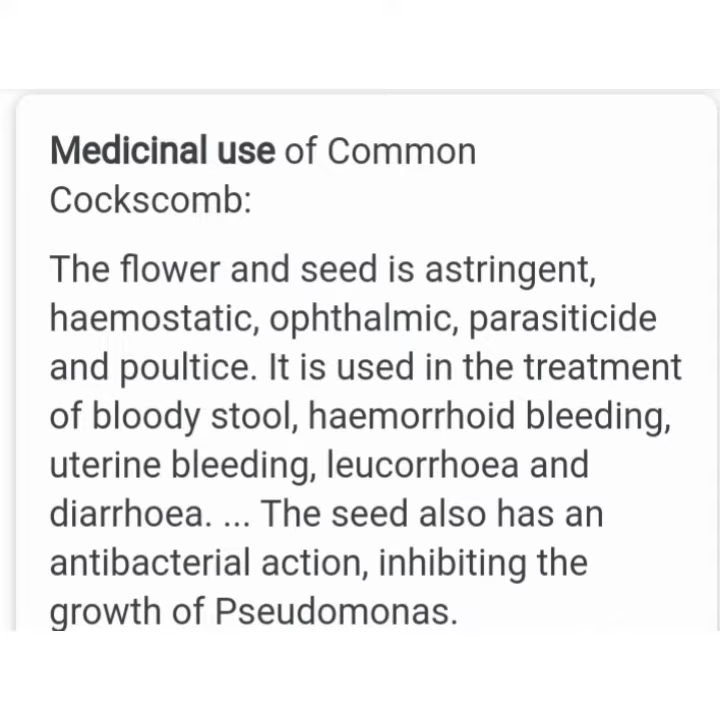 Medicinal use of Common
Cockscomb:
The flower and seed is astringent,
haemostatic, ophthalmic, parasiticide
and poultice. It is used in the treatment
of bloody stool, haemorrhoid bleeding,
uterine bleeding, leucorrhoea and
diarrhoea. ... The seed also has an
antibacterial action, inhibiting the
growth of Pseudomonas.